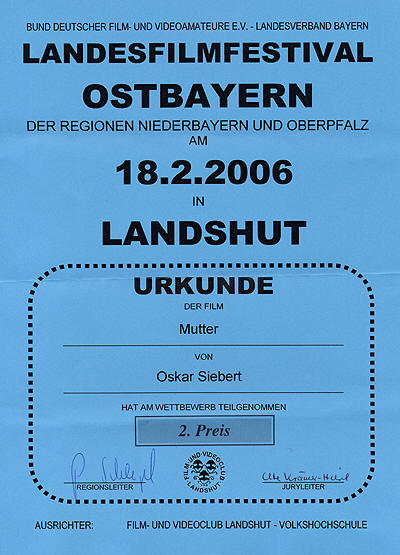 BUND DEUTSCHER FILM- UND VIDEOAMATEURE E.V. - LANDESVERBAND BAYERN
LANDESFILMFESTIVAL
OSTBAYERN
DER REGIONEN NIEDERBAYERN UND OBERPFALZ
AM
18.2.2006
IN
LANDSHUT
URKUNDE
DER FILM
Mutter
VON
Oskar Siebert
HAT AM WETTBEWERB TEILGENOMMEN
2. Preis
FILM-UND-VIDEOCLUB
LANDSHUT
REGIONSLEITER
JURYLEITER
AUSRICHTER: FILM- UND VIDEOCLUB LANDSHUT - VOLKSHOCHSCHULE